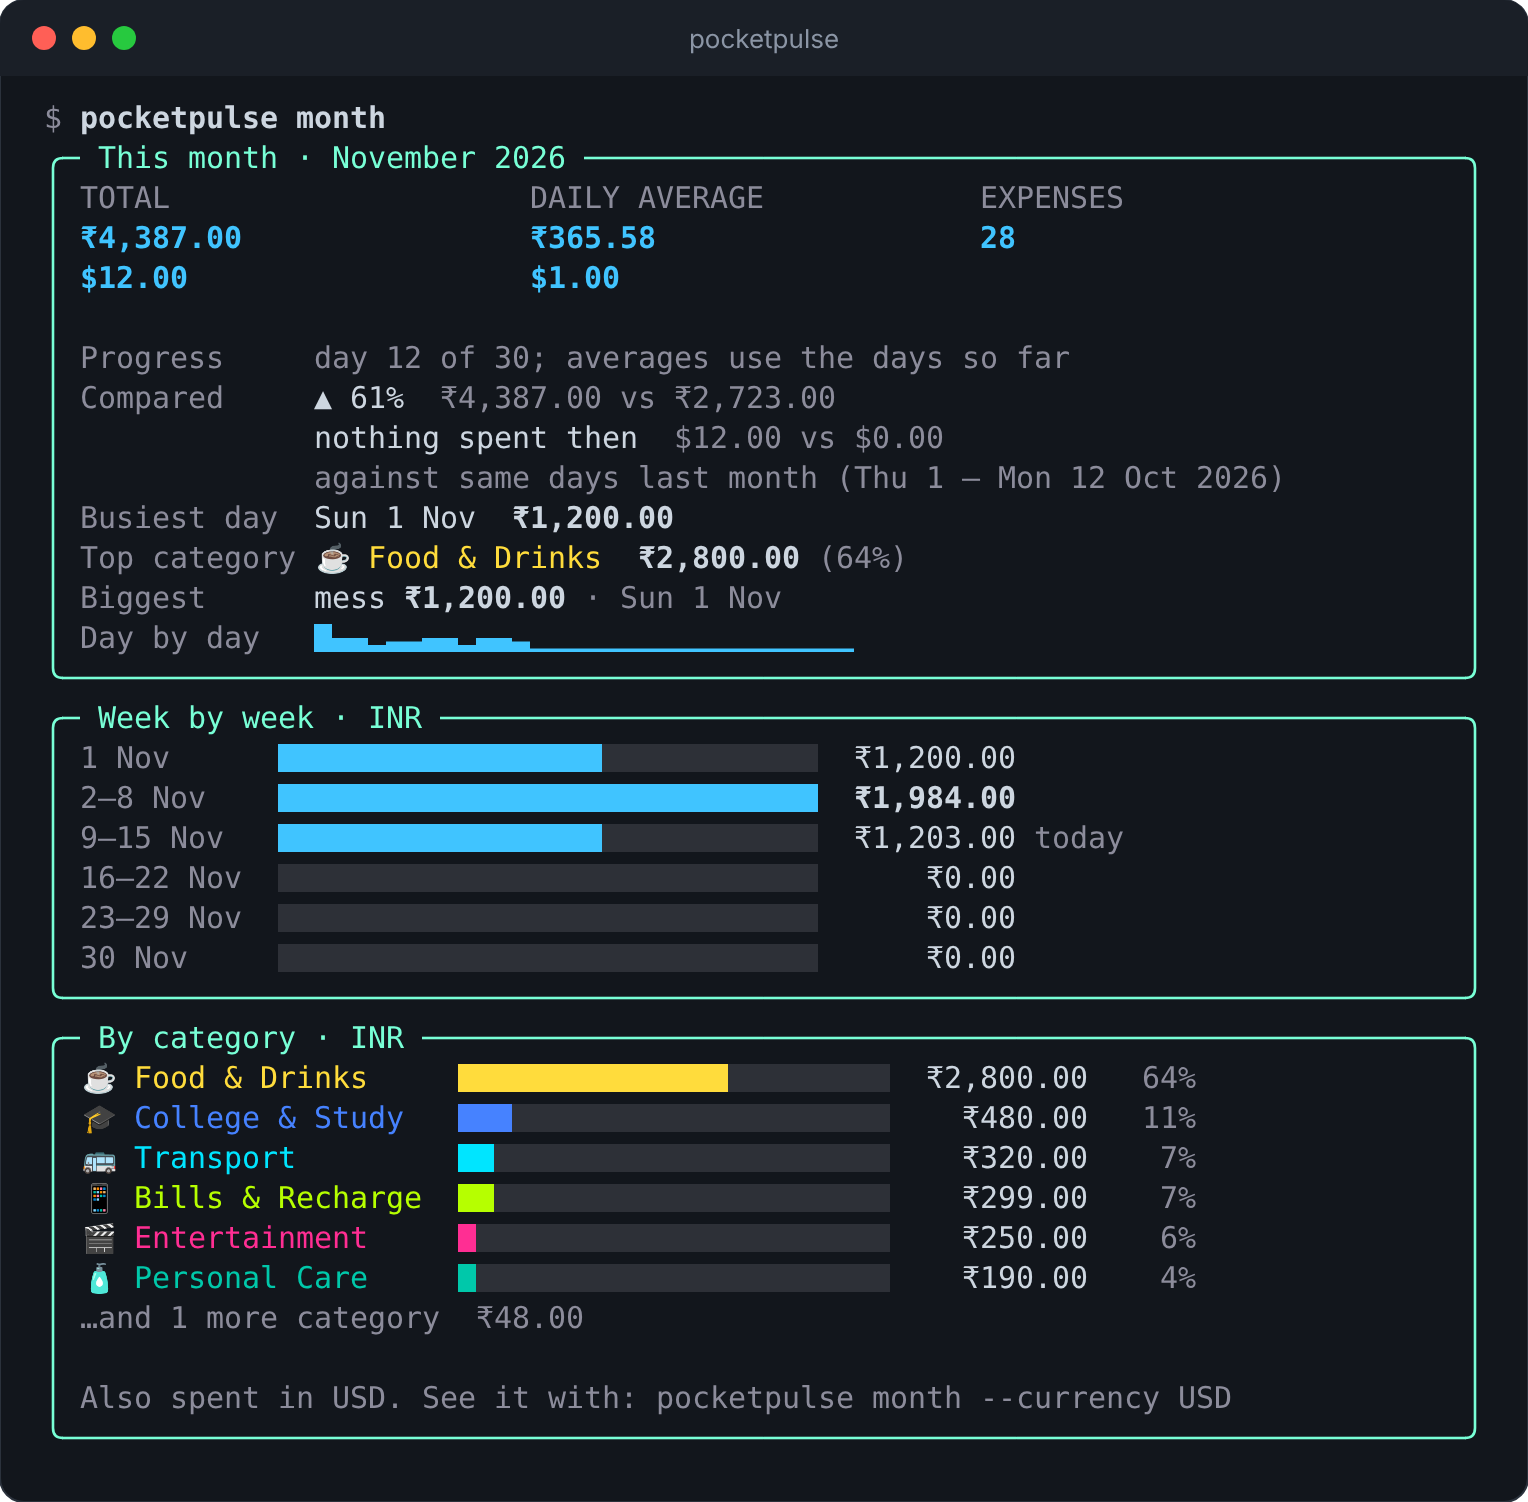 pocketpulse
$ pocketpulse month
This month · November 2026
TOTAL DAILY AVERAGE EXPENSES
₹4,387.00 ₹365.58 28
$12.00 $1.00
Progress day 12 of 30; averages use the days so far
Compared ▲ 61% ₹4,387.00 vs ₹2,723.00
nothing spent then $12.00 vs $0.00
against same days last month (Thu 1 – Mon 12 Oct 2026)
Busiest day Sun 1 Nov ₹1,200.00
Top category ☕ Food & Drinks ₹2,800.00 (64%)
Biggest mess ₹1,200.00 · Sun 1 Nov
Day by day
Week by week · INR
1 Nov ₹1,200.00
2–8 Nov ₹1,984.00
9–15 Nov ₹1,203.00 today
16–22 Nov ₹0.00
23–29 Nov ₹0.00
30 Nov ₹0.00
By category · INR
☕ Food & Drinks ₹2,800.00 64%
🎓 College & Study ₹480.00 11%
🚌 Transport ₹320.00 7%
📱 Bills & Recharge ₹299.00 7%
🎬 Entertainment ₹250.00 6%
🧴 Personal Care ₹190.00 4%
…and 1 more category ₹48.00
Also spent in USD. See it with: pocketpulse month --currency USD